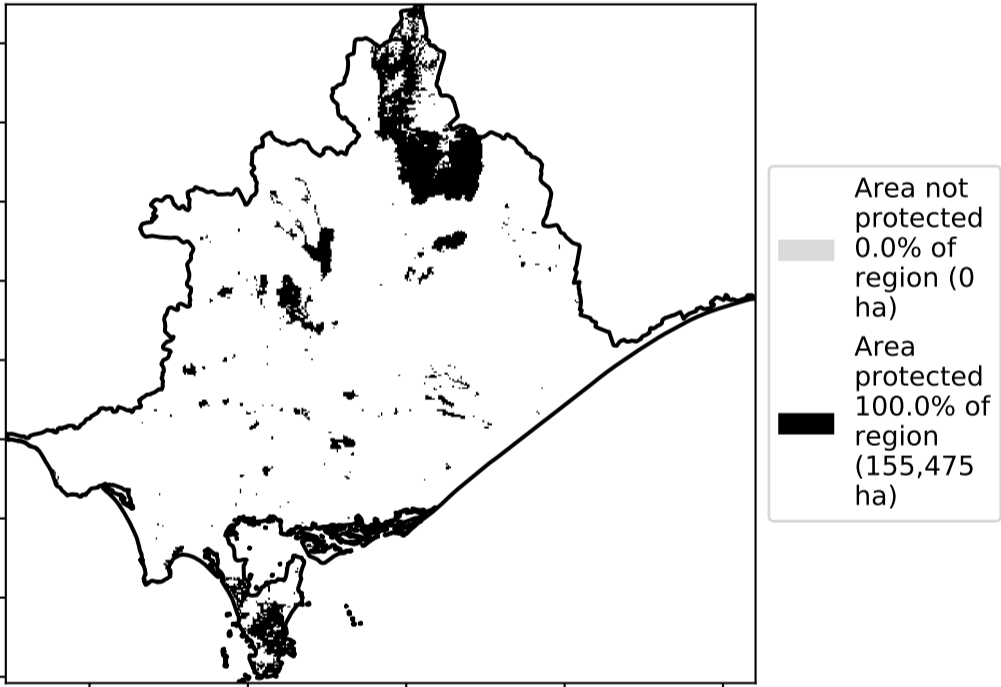 Area not
protected
0.0% of
region (0
ha)
Area
protected
100.0% of
region
(155,475
ha)